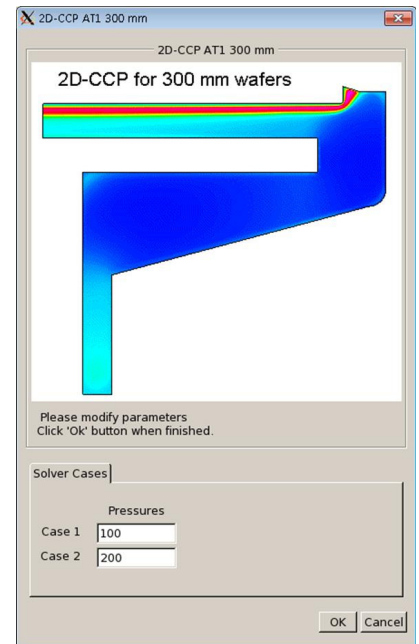 2D-CCP AT1 300 mm
2D-CCP AT1 300 mm
2D-CCP for 300 mm wafers
Please modify parameters
Click 'Ok' button when finished.
Solver Cases
Pressures
Case 1 100
Case 2 200
OK Cancel